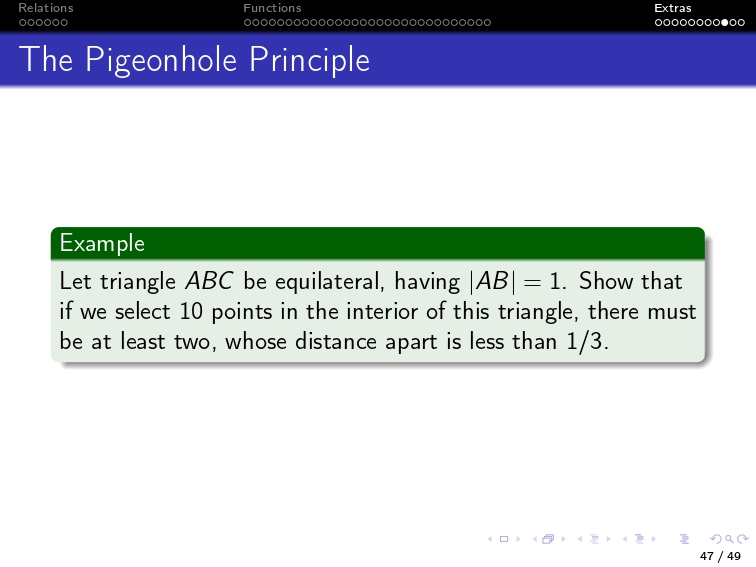 Relations Functions Extras
The Pigeonhole Principle
Example
Let triangle ABC be equilateral, having |AB| = 1. Show that
if we select 10 points in the interior of this triangle, there must
be at least two, whose distance apart is less than 1/3.
47 / 49